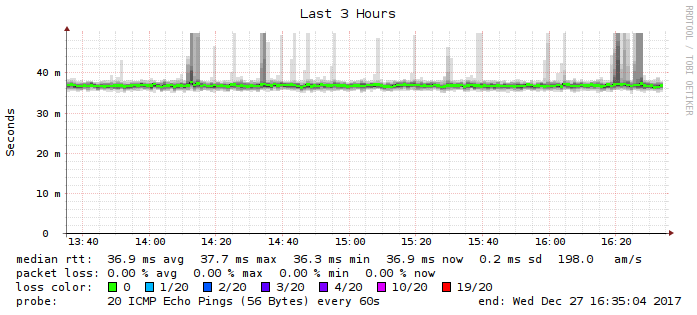 Last 3 Hours
RRDTOOL / TOBI OETIKER
Seconds
40 m
30 m
20 m
10 m
0
13:40 14:00 14:20 14:40 15:00 15:20 15:40 16:00 16:20
median rtt: 36.9 ms avg 37.7 ms max 36.3 ms min 36.9 ms now 0.2 ms sd 198.0 am/s
packet loss: 0.00 % avg 0.00 % max 0.00 % min 0.00 % now
loss color: 0 1/20 2/20 3/20 4/20 10/20 19/20
probe: 20 ICMP Echo Pings (56 Bytes) every 60s end: Wed Dec 27 16:35:04 2017